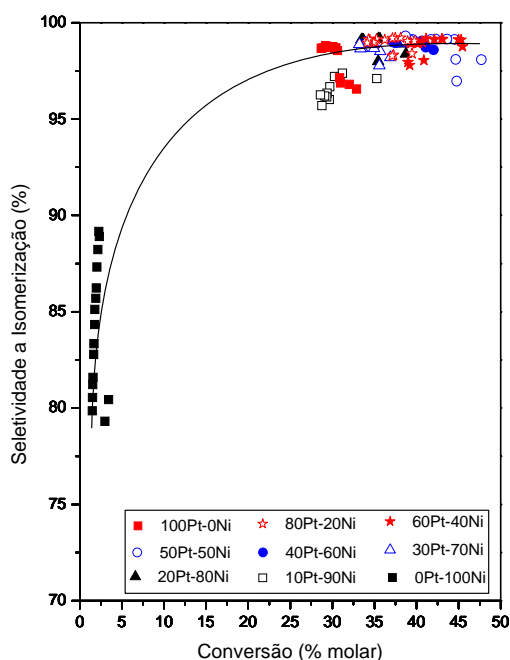 100
95
90
85
80
75
70
Seletividade a Isomerização (%)
100Pt-0Ni 80Pt-20Ni 60Pt-40Ni
50Pt-50Ni 40Pt-60Ni 30Pt-70Ni
20Pt-80Ni 10Pt-90Ni 0Pt-100Ni
0 5 10 15 20 25 30 35 40 45 50
Conversão (% molar)